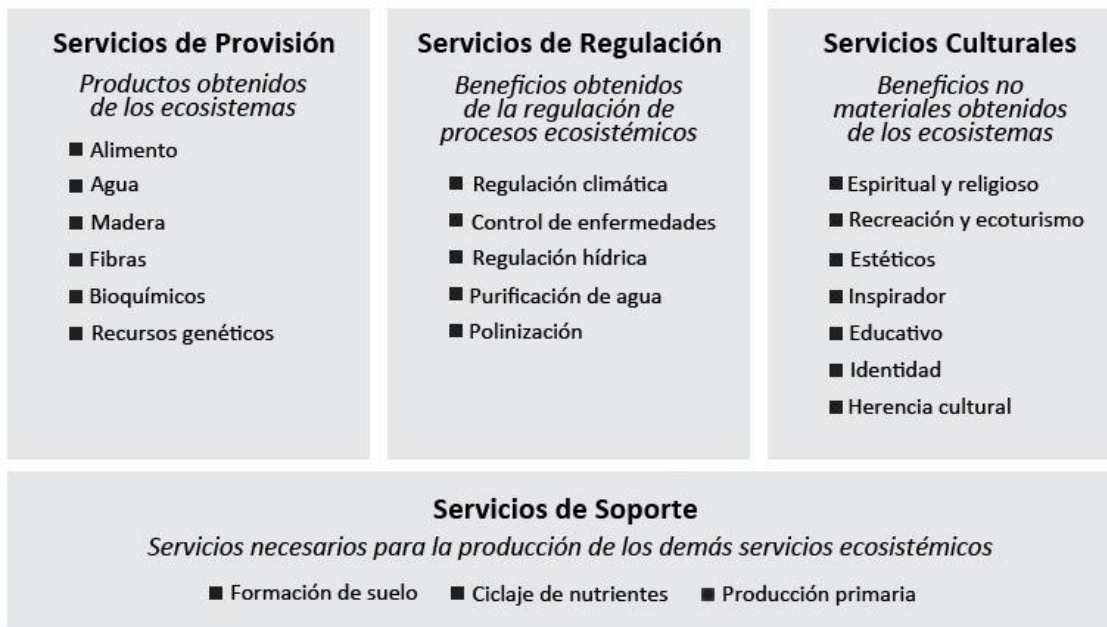 Servicios de Provisión
Productos obtenidos
de los ecosistemas
■ Alimento
■ Agua
■ Madera
■ Fibras
■ Bioquímicos
■ Recursos genéticos
Servicios de Regulación
Beneficios obtenidos
de la regulación de
procesos ecosistémicos
■ Regulación climática
■ Control de enfermedades
■ Regulación hídrica
■ Purificación de agua
■ Polinización
Servicios Culturales
Beneficios no
materiales obtenidos
de los ecosistemas
■ Espiritual y religioso
■ Recreación y ecoturismo
■ Estéticos
■ Inspirador
■ Educativo
■ Identidad
■ Herencia cultural
Servicios de Soporte
Servicios necesarios para la producción de los demás servicios ecosistémicos
■ Formación de suelo ■ Ciclaje de nutrientes ■ Producción primaria